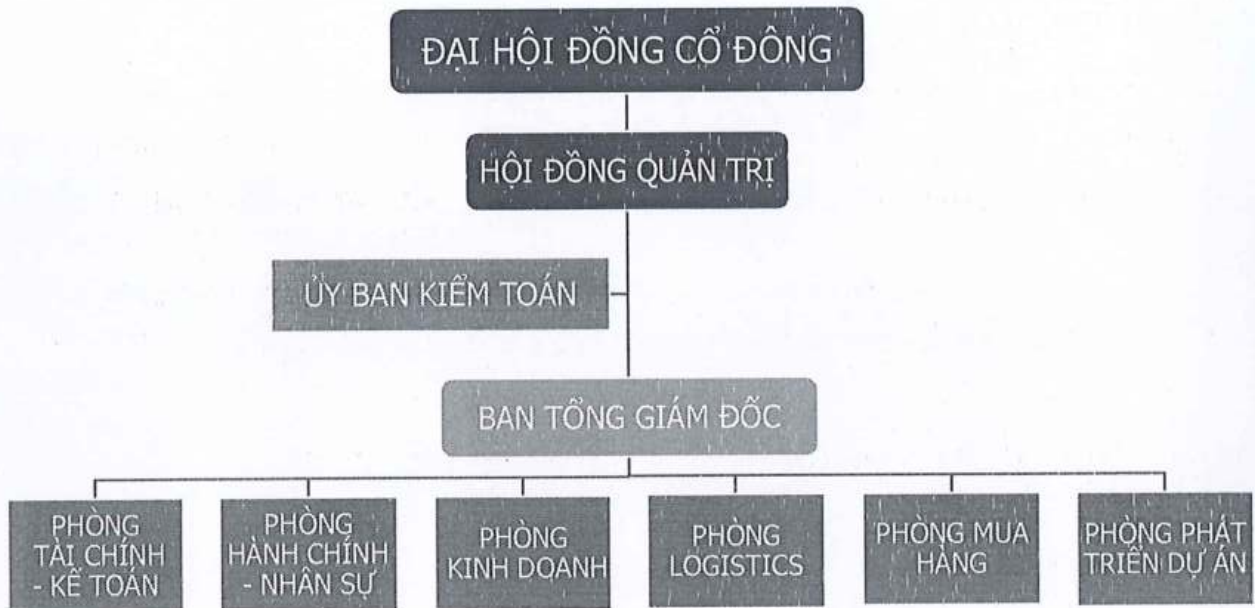 ĐẠI HỘI ĐỒNG CỔ ĐÔNG
HỘI ĐỒNG QUẢN TRỊ
ỦY BAN KIỂM TOÁN
BAN TỔNG GIÁM ĐỐC
PHÒNG
TÀI CHÍNH
- KẾ TOÁN
PHÒNG
HÀNH CHÍNH
- NHÂN SỰ
PHÒNG
KINH DOANH
PHÒNG
LOGISTICS
PHÒNG MUA
HÀNG
PHÒNG PHÁT
TRIỂN DỰ ÁN